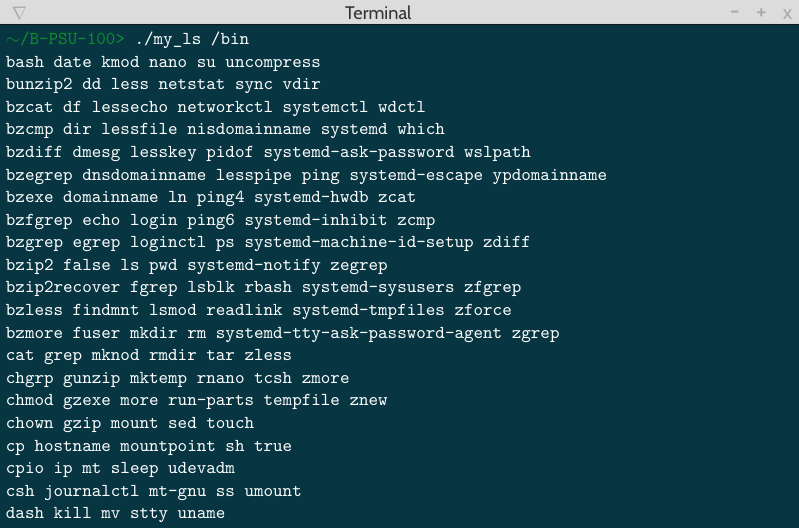 Terminal
~/B-PSU-100> ./my_ls /bin
bash date kmod nano su uncompress
bunzip2 dd less netstat sync vdir
bzcat df lessecho networkctl systemctl wdctl
bzcmp dir lessfile nisdomainname systemd which
bzdiff dmesg lesskey pidof systemd-ask-password wslpath
bzegrep dnsdomainname lesspipe ping systemd-escape ypdomainname
bzexe domainname ln ping4 systemd-hwdb zcat
bzfgrep echo login ping6 systemd-inhibit zcmp
bzgrep egrep loginctl ps systemd-machine-id-setup zdiff
bzip2 false ls pwd systemd-notify zegrep
bzip2recover fgrep lsblk rbash systemd-sysusers zfgrep
bzless findmnt lsmod readlink systemd-tmpfiles zforce
bzmore fuser mkdir rm systemd-tty-ask-password-agent zgrep
cat grep mknod rmdir tar zless
chgrp gunzip mktemp rnano tcsh zmore
chmod gzexe more run-parts tempfile znew
chown gzip mount sed touch
cp hostname mountpoint sh true
cpio ip mt sleep udevadm
csh journalctl mt-gnu ss umount
dash kill mv stty uname